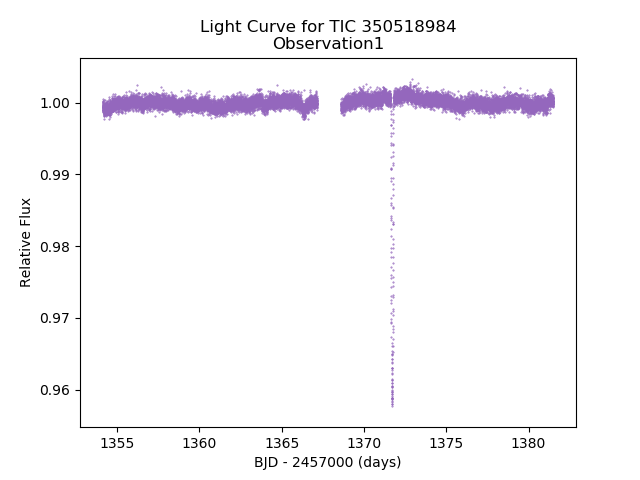 Light Curve for TIC 350518984
Observation1
Relative Flux
1.00
0.99
0.98
0.97
0.96
1355
1360
1365
1370
1375
1380
BJD - 2457000 (days)